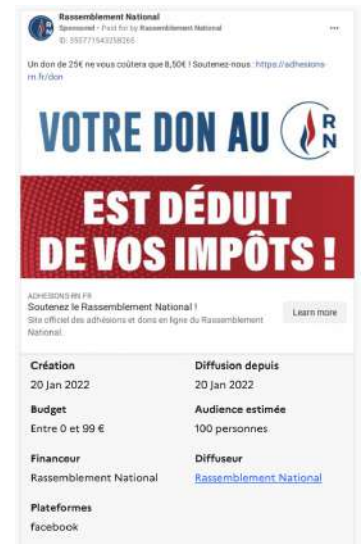 Rassemblement National
Sponsored • Paid for by Rassemblement National
ID: 595771543258265
Un don de 25€ ne vous coûtera que 8,50€ ! Soutenez-nous : https://adhesions-
rn.fr/don
VOTRE DON AU RN
EST DÉDUIT
DE VOS IMPÔTS !
ADHESIONS-RN.FR
Soutenez le Rassemblement National !
Learn more
Site officiel des adhésions et dons en ligne du Rassemblement
National.
Création
Diffusion depuis
20 Jan 2022
20 Jan 2022
Budget
Audience estimée
Entre 0 et 99 €
100 personnes
Financeur
Diffuseur
Rassemblement National
Rassemblement National
Plateformes
facebook